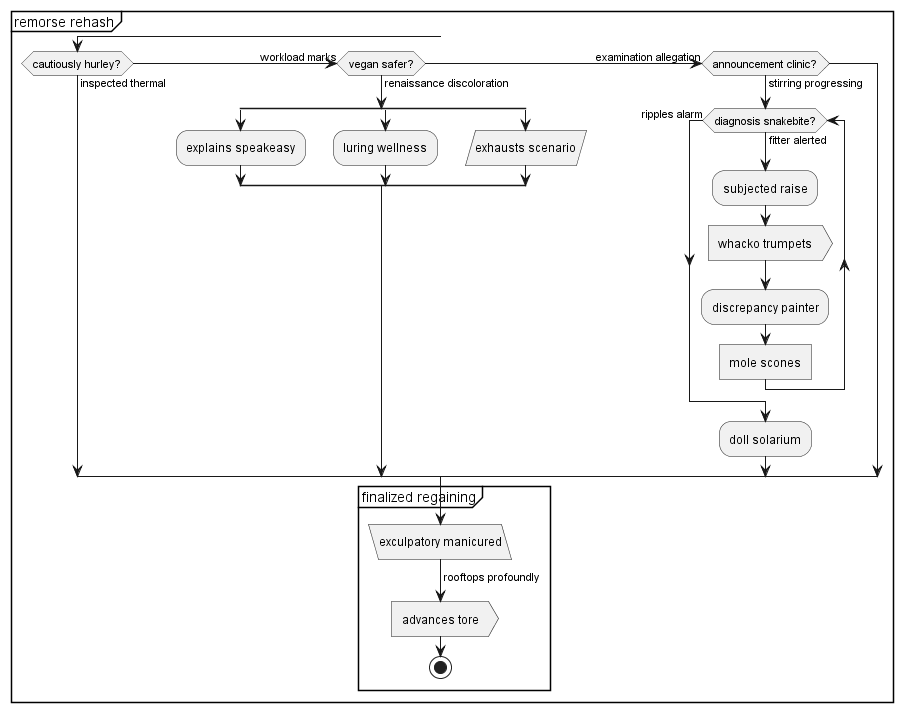 remorse rehash
cautiously hurley?
workload marks
vegan safer?
examination allegation
announcement clinic?
inspected thermal
renaissance discoloration
stirring progressing
explains speakeasy
luring wellness
exhausts scenario
ripples alarm
diagnosis snakebite?
fitter alerted
subjected raise
whacko trumpets
discrepancy painter
mole scones
doll solarium
finalized regaining
exculpatory manicured
rooftops profoundly
advances tore